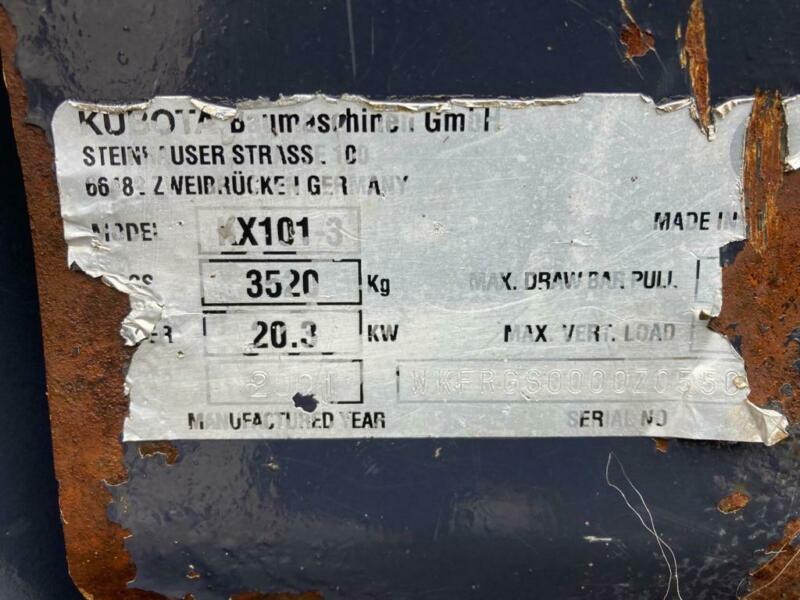 KUBOTA Baumaschinen GmbH
STEINHAUSER STRASSE 100
66482 ZWEIBRÜCKEN GERMANY
MODEL KX101 3 MADE IN
3520 Kg MAX. DRAW BAR PULL
20.3 KW MAX. VERT. LOAD
WKFRGS0000Z0550
MANUFACTURED YEAR SERIAL NO